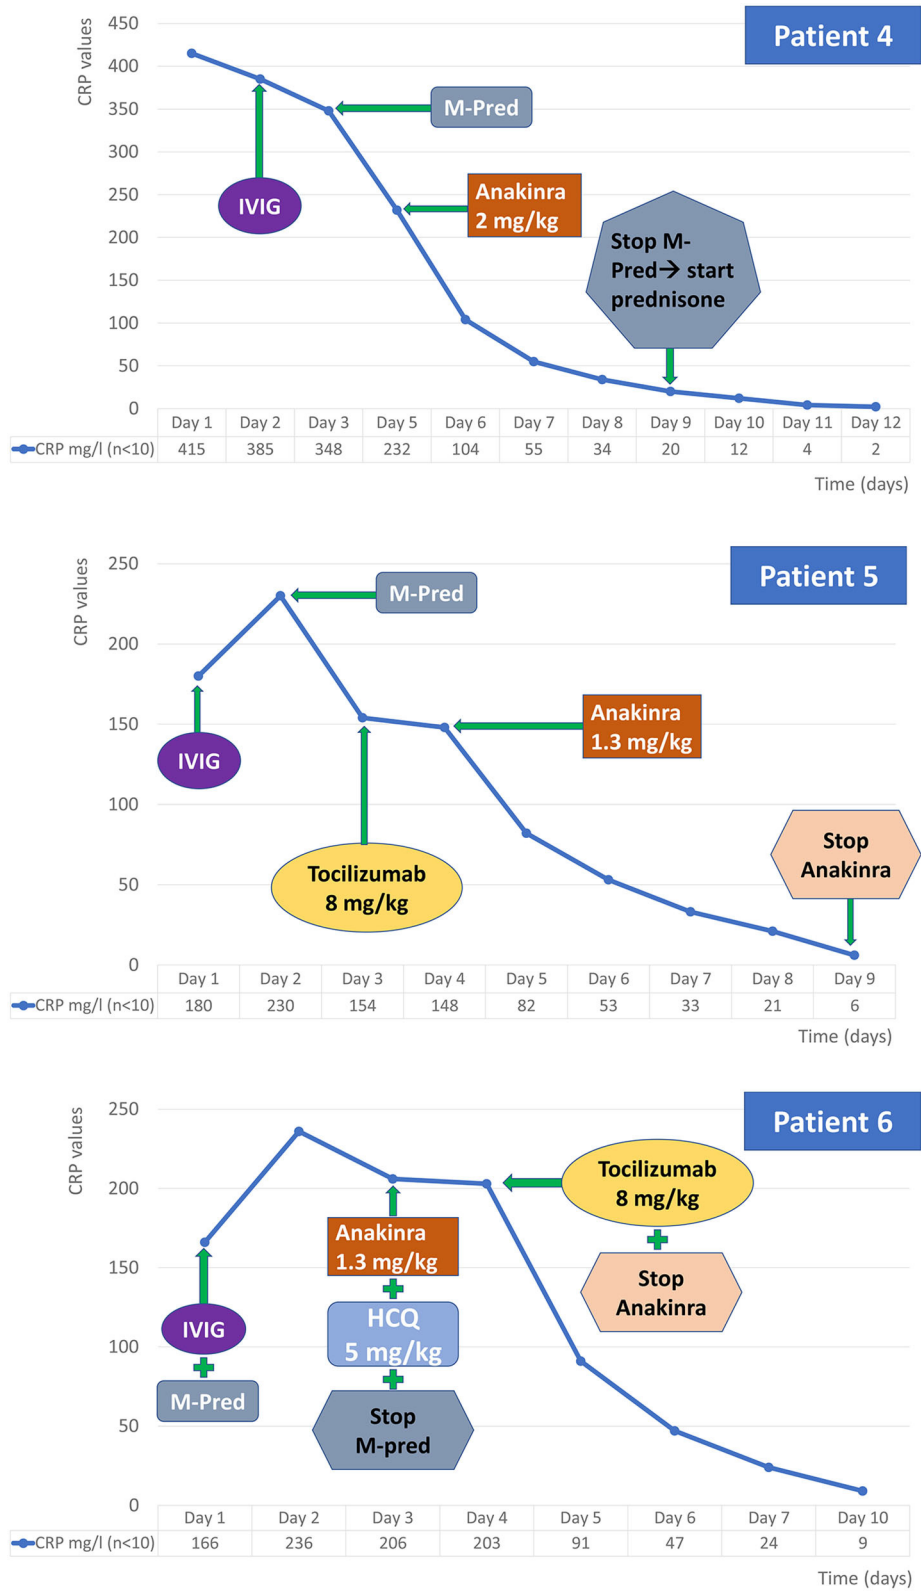 Patient 4
CRP values
450
400
350
300
250
200
150
100
50
0
M-Pred
IVIG
Anakinra
2 mg/kg
Stop M-
Pred→ start
prednisone
Day 1 Day 2 Day 3 Day 5 Day 6 Day 7 Day 8 Day 9 Day 10 Day 11 Day 12
CRP mg/l (n<10) 415 385 348 232 104 55 34 20 12 4 2
Time (days)
Patient 5
CRP values
250
200
150
100
50
0
M-Pred
IVIG
Anakinra
1.3 mg/kg
Tocilizumab
8 mg/kg
Stop
Anakinra
Day 1 Day 2 Day 3 Day 4 Day 5 Day 6 Day 7 Day 8 Day 9
CRP mg/l (n<10) 180 230 154 148 82 53 33 21 6
Time (days)
Patient 6
CRP values
250
200
150
100
50
0
Tocilizumab
8 mg/kg
Stop
Anakinra
Anakinra
1.3 mg/kg
HCQ
5 mg/kg
Stop
M-pred
IVIG
M-Pred
Day 1 Day 2 Day 3 Day 4 Day 5 Day 6 Day 7 Day 10
CRP mg/l (n<10) 166 236 206 203 91 47 24 9
Time (days)